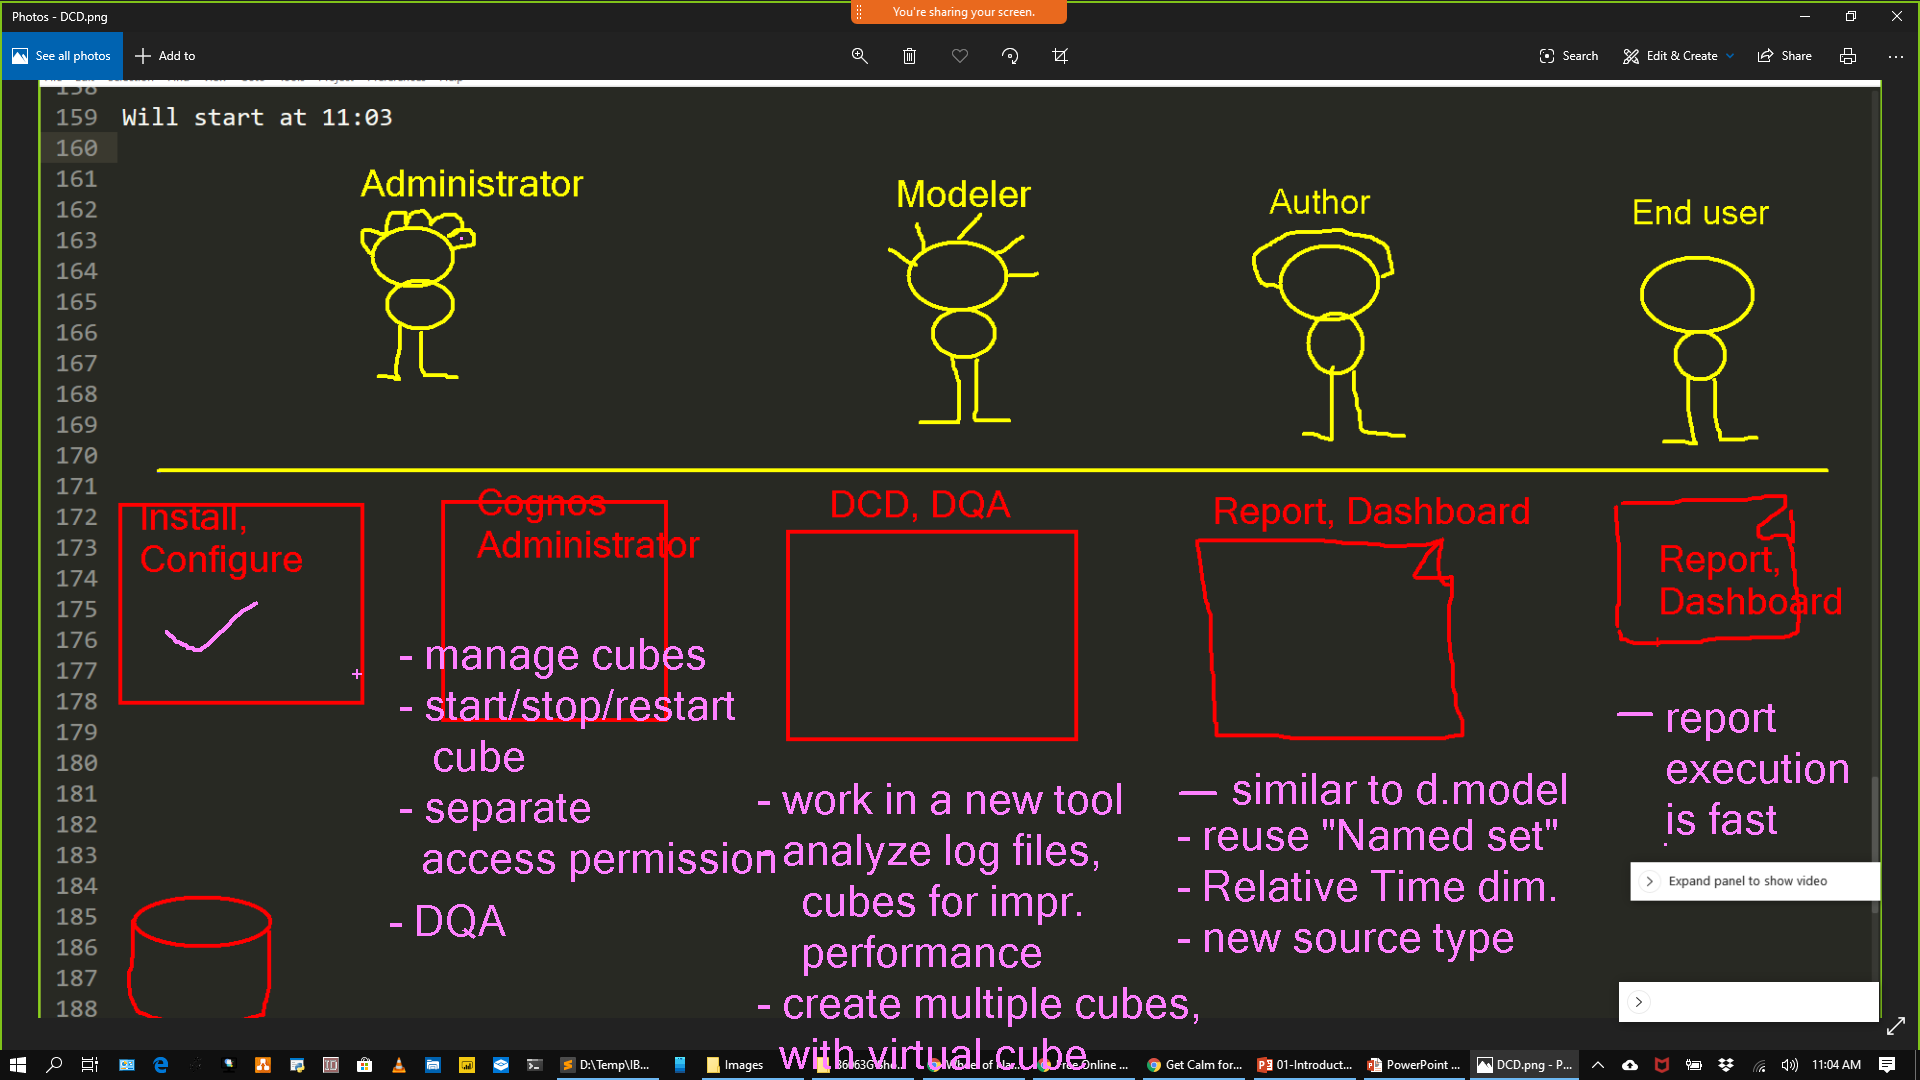 Photos - DCD.png
You're sharing your screen.
See all photos
Add to
Search
Edit & Create
Share
158
159 Will start at 11:03
160
161
162
163
164
165
166
167
168
169
170
171
172
173
174
175
176
177
178
179
180
181
182
183
184
185
186
187
188
Administrator
Modeler
Author
End user
Install,
Configure
Cognos
Administrator
- manage cubes
- start/stop/restart
cube
- separate
access permission
- DQA
DCD, DQA
- work in a new tool
- analyze log files,
cubes for impr.
performance
- create multiple cubes,
with virtual cube
Report, Dashboard
— similar to d.model
- reuse "Named set"
- Relative Time dim.
- new source type
Report,
Dashboard
— report
execution
is fast
Expand panel to show video
D:\Temp\IB...
Images
Get Calm for...
01-Introduct...
PowerPoint ...
DCD.png - P...
11:04 AM